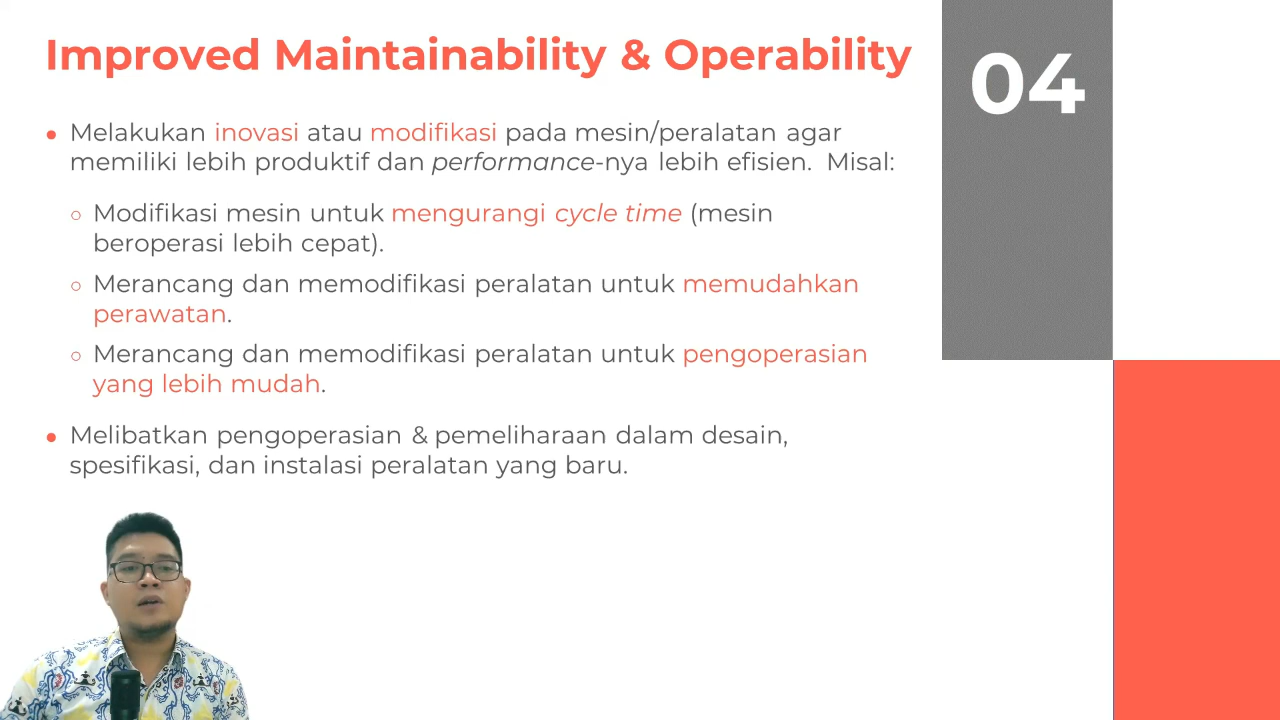 Improved Maintainability & Operability
04
• Melakukan inovasi atau modifikasi pada mesin/peralatan agar
memiliki lebih produktif dan performance-nya lebih efisien. Misal:
○ Modifikasi mesin untuk mengurangi cycle time (mesin
beroperasi lebih cepat).
○ Merancang dan memodifikasi peralatan untuk memudahkan
perawatan.
○ Merancang dan memodifikasi peralatan untuk pengoperasian
yang lebih mudah.
• Melibatkan pengoperasian & pemeliharaan dalam desain,
spesifikasi, dan instalasi peralatan yang baru.